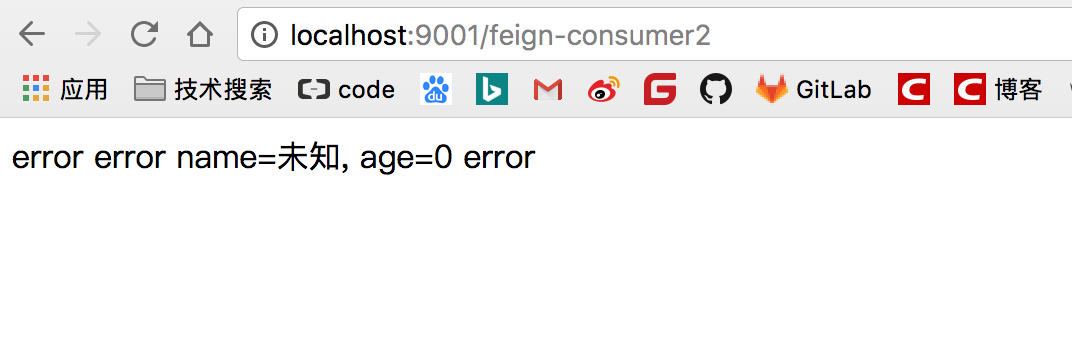 localhost:9001/feign-consumer2
应用 技术搜索 code du GitLab 博客
error error name=未知, age=0 error